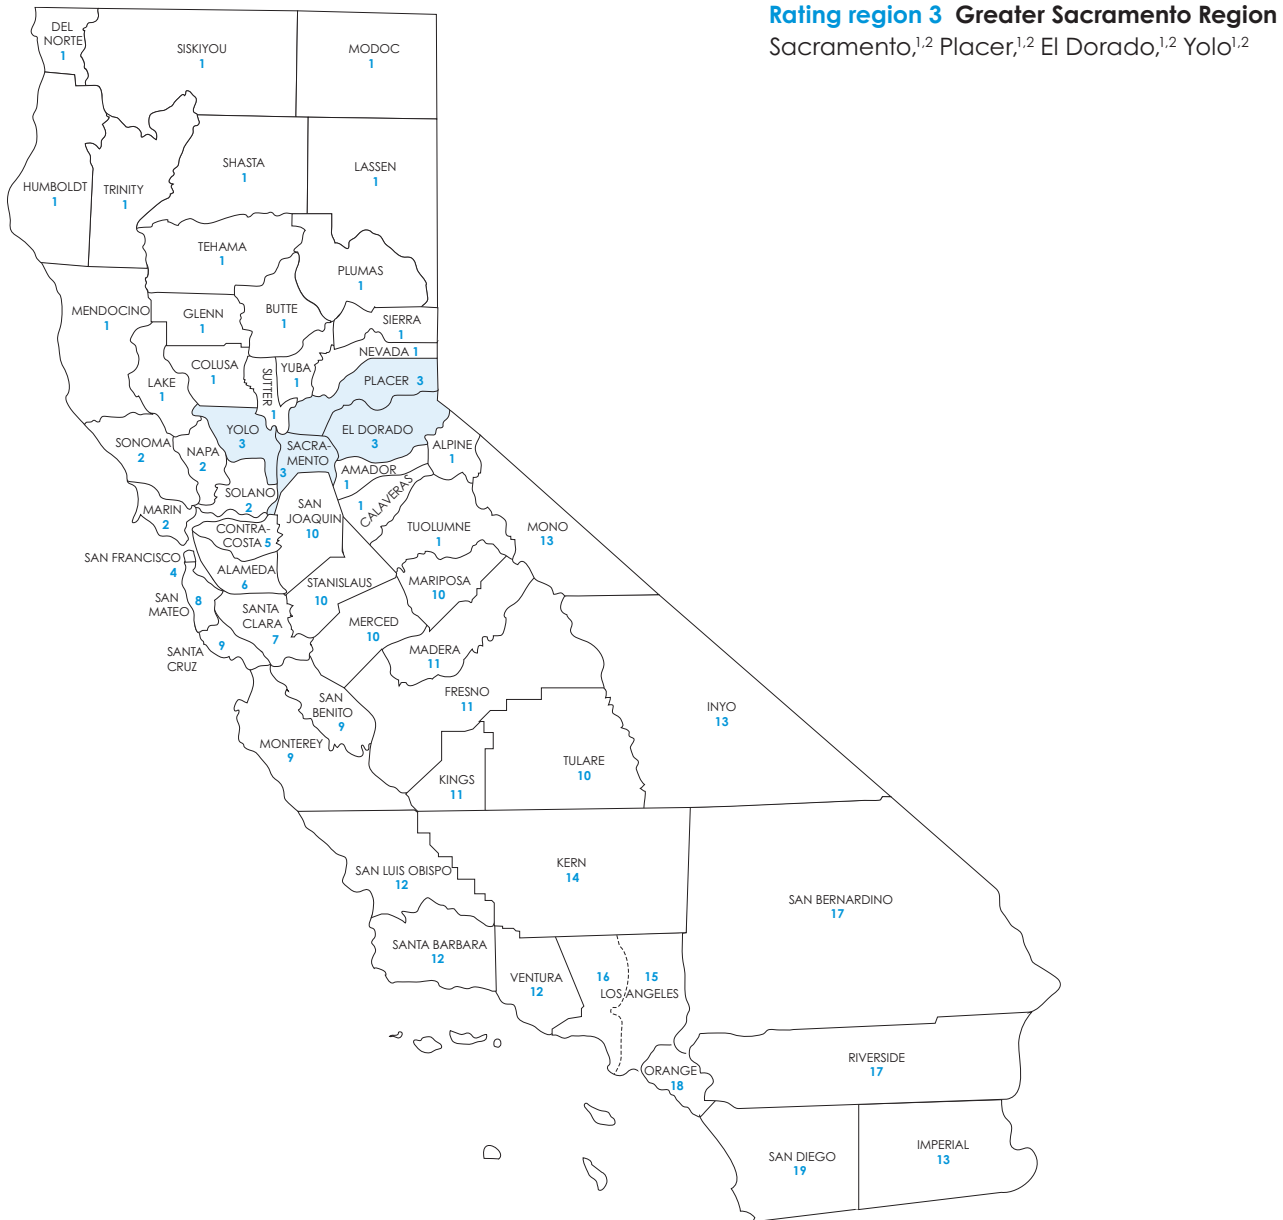 Rating region 3 Greater Sacramento Region
Sacramento,1,2 Placer,1,2 El Dorado,1,2 Yolo1,2
DEL
NORTE
1
SISKIYOU
1
MODOC
1
SHASTA
1
LASSEN
1
HUMBOLDT
1
TRINITY
1
TEHAMA
1
PLUMAS
1
MENDOCINO
1
GLENN
1
BUTTE
1
SIERRA
1
NEVADA 1
COLUSA
1
SUTTER
1
YUBA
1
PLACER 3
LAKE
1
YOLO
3
EL DORADO
3
SONOMA
2
NAPA
2
SACRA-
MENTO
3
ALPINE
1
AMADOR
1
SOLANO
2
CALAVERAS
1
MARIN
2
SAN
JOAQUIN
10
CONTRA-
COSTA 5
TUOLUMNE
1
MONO
13
SAN FRANCISCO
4
ALAMEDA
6
STANISLAUS
10
MARIPOSA
10
SAN
MATEO
8
SANTA
CLARA
7
MERCED
10
SANTA
CRUZ
9
MADERA
11
FRESNO
11
SAN
BENITO
9
INYO
13
MONTEREY
9
TULARE
10
KINGS
11
SAN LUIS OBISPO
12
KERN
14
SAN BERNARDINO
17
SANTA BARBARA
12
VENTURA
12
16
15
LOS ANGELES
RIVERSIDE
17
ORANGE
18
SAN DIEGO
19
IMPERIAL
13